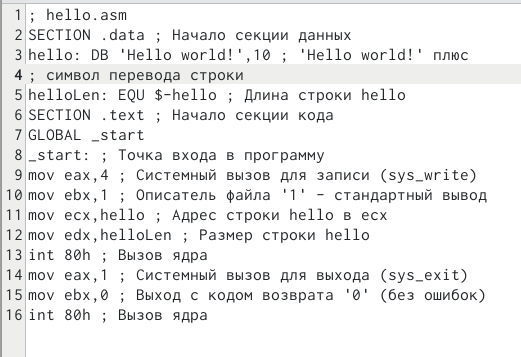 1 ; hello.asm
2 SECTION .data ; Начало секции данных
3 hello: DB 'Hello world!',10 ; 'Hello world!' плюс
4 ; символ перевода строки
5 helloLen: EQU $-hello ; Длина строки hello
6 SECTION .text ; Начало секции кода
7 GLOBAL _start
8 _start: ; Точка входа в программу
9 mov eax,4 ; Системный вызов для записи (sys_write)
10 mov ebx,1 ; Описатель файла '1' - стандартный вывод
11 mov ecx,hello ; Адрес строки hello в ecx
12 mov edx,helloLen ; Размер строки hello
13 int 80h ; Вызов ядра
14 mov eax,1 ; Системный вызов для выхода (sys_exit)
15 mov ebx,0 ; Выход с кодом возврата '0' (без ошибок)
16 int 80h ; Вызов ядра